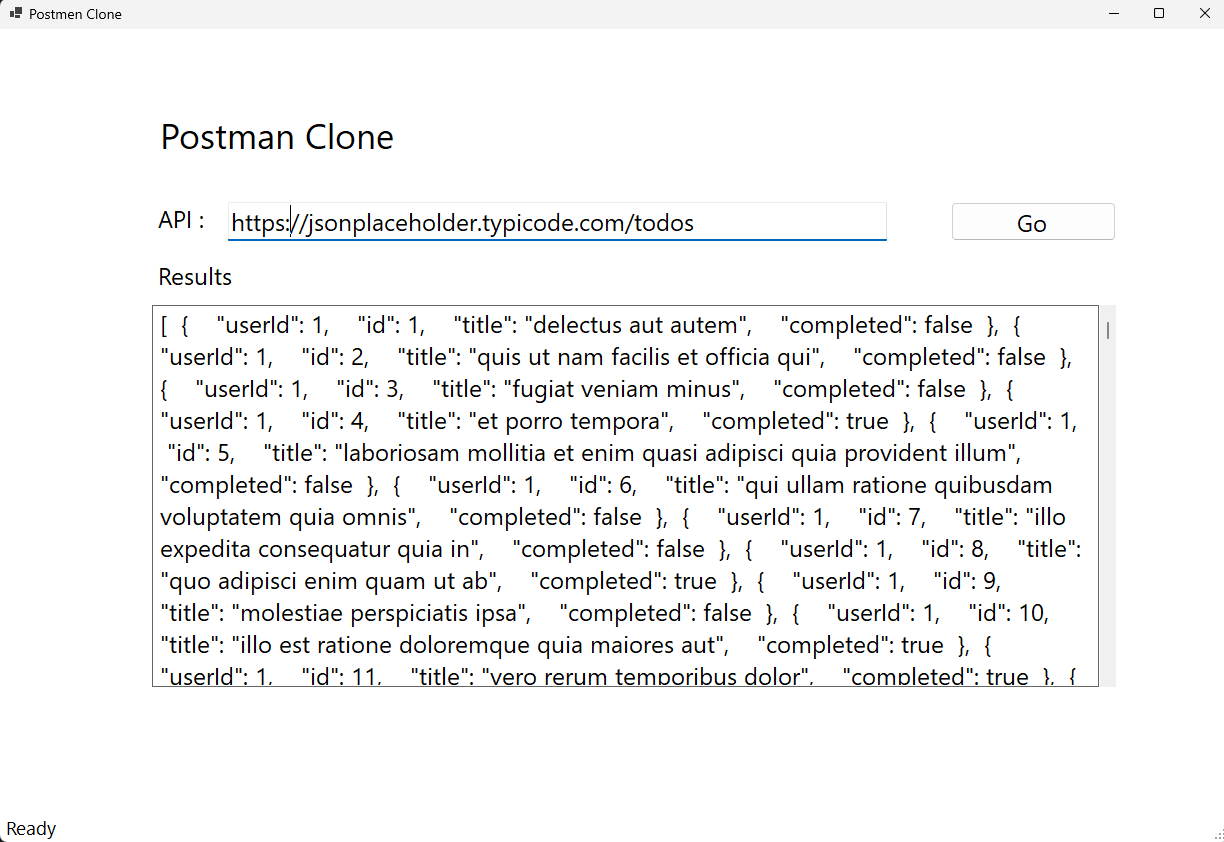 Postmen Clone
Postman Clone
API :
https://jsonplaceholder.typicode.com/todos
Go
Results
[  {    "userId": 1,    "id": 1,    "title": "delectus aut autem",    "completed": false  },  {
"userId": 1,    "id": 2,    "title": "quis ut nam facilis et officia qui",    "completed": false  },
{    "userId": 1,    "id": 3,    "title": "fugiat veniam minus",    "completed": false  },  {
"userId": 1,    "id": 4,    "title": "et porro tempora",    "completed": true  },  {    "userId": 1,
"id": 5,    "title": "laboriosam mollitia et enim quasi adipisci quia provident illum",
"completed": false  },  {    "userId": 1,    "id": 6,    "title": "qui ullam ratione quibusdam
voluptatem quia omnis",    "completed": false  },  {    "userId": 1,    "id": 7,    "title": "illo
expedita consequatur quia in",    "completed": false  },  {    "userId": 1,    "id": 8,    "title":
"quo adipisci enim quam ut ab",    "completed": true  },  {    "userId": 1,    "id": 9,
"title": "molestiae perspiciatis ipsa",    "completed": false  },  {    "userId": 1,    "id": 10,
"title": "illo est ratione doloremque quia maiores aut",    "completed": true  },  {
"userId": 1,    "id": 11,    "title": "vero rerum temporibus dolor",    "completed": true  },  {
Ready